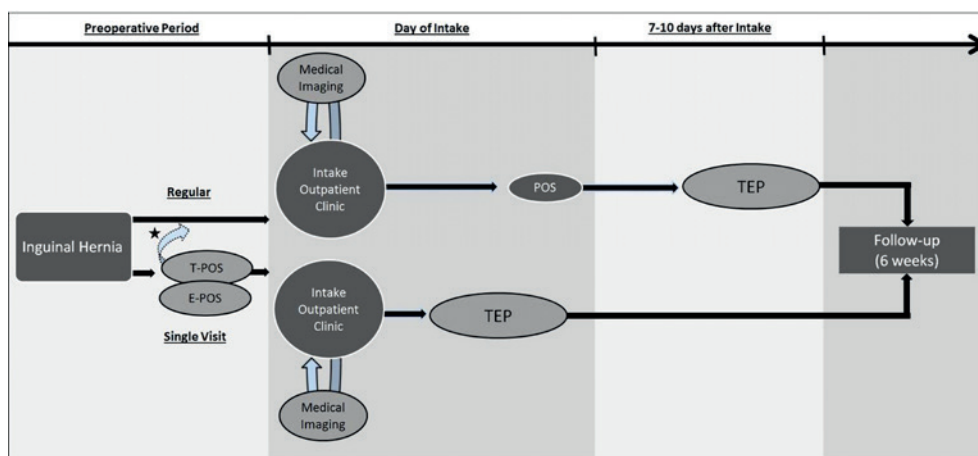 Preoperative Period
Day of Intake
7-10 days after Intake
Medical
Imaging
Intake
Outpatient
Clinic
POS
TEP
Regular
Inguinal Hernia
T-POS
E-POS
Single Visit
Intake
Outpatient
Clinic
TEP
Follow-up
(6 weeks)
Medical
Imaging